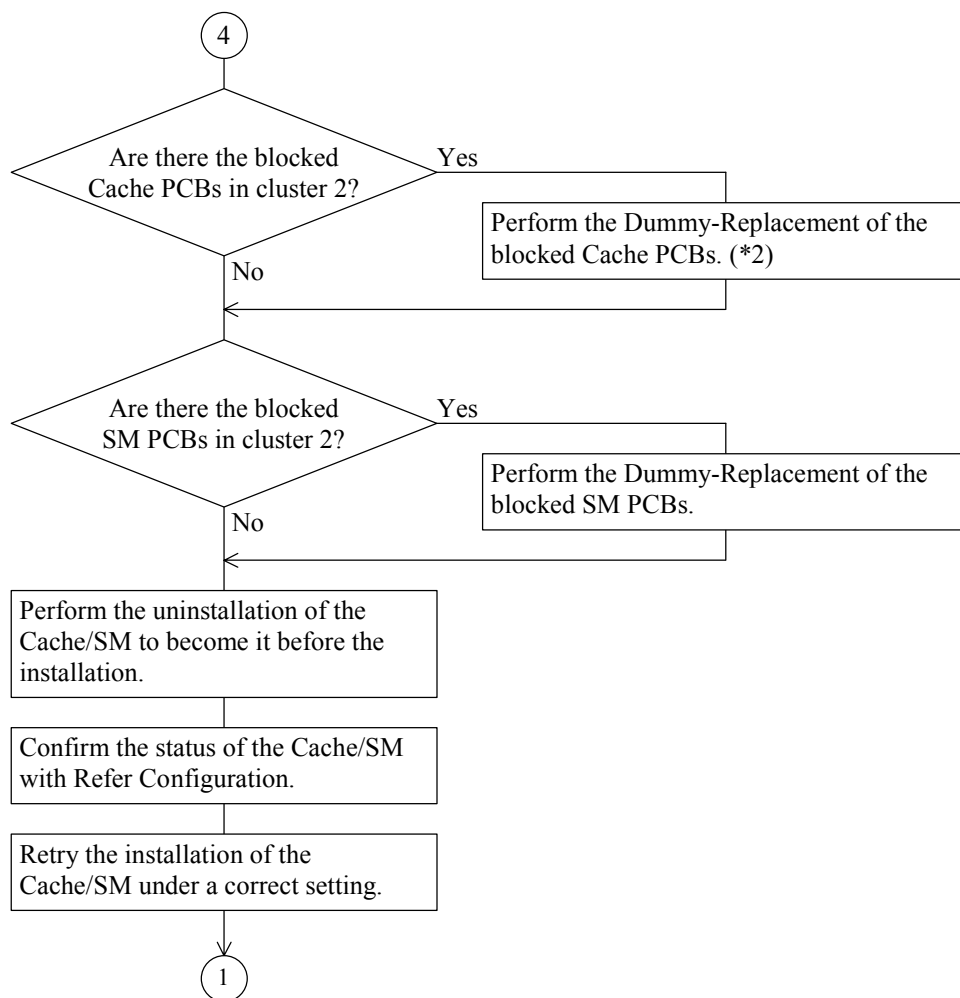 4
Are there the blocked
Cache PCBs in cluster 2?
Yes
Perform the Dummy-Replacement of the
blocked Cache PCBs. (*2)
No
Are there the blocked
SM PCBs in cluster 2?
Yes
Perform the Dummy-Replacement of the
blocked SM PCBs.
No
Perform the uninstallation of the
Cache/SM to become it before the
installation.
Confirm the status of the Cache/SM
with Refer Configuration.
Retry the installation of the
Cache/SM under a correct setting.
1